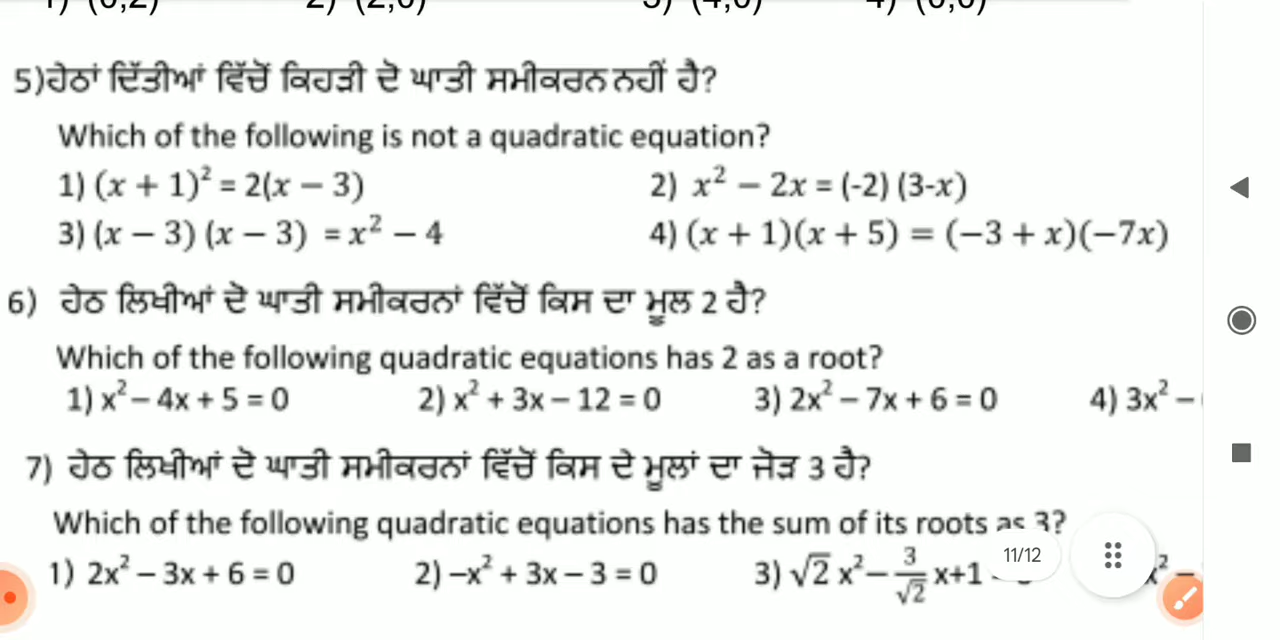 5)ਹੇਠਾਂ ਦਿੱਤੀਆਂ ਵਿੱਚੋਂ ਕਿਹੜੀ ਦੋ ਘਾਤੀ ਸਮੀਕਰਨ ਨਹੀਂ ਹੈ?
Which of the following is not a quadratic equation?
1) (x + 1)² = 2(x − 3) 2) x² − 2x = (-2) (3-x)
3) (x − 3) (x − 3) = x² − 4 4) (x + 1)(x + 5) = (−3 + x)(−7x)
6) ਹੇਠ ਲਿਖੀਆਂ ਦੋ ਘਾਤੀ ਸਮੀਕਰਨਾਂ ਵਿੱਚੋਂ ਕਿਸ ਦਾ ਮੂਲ 2 ਹੈ?
Which of the following quadratic equations has 2 as a root?
1) x² – 4x + 5 = 0 2) x² + 3x – 12 = 0 3) 2x² – 7x + 6 = 0 4) 3x² –
7) ਹੇਠ ਲਿਖੀਆਂ ਦੋ ਘਾਤੀ ਸਮੀਕਰਨਾਂ ਵਿੱਚੋਂ ਕਿਸ ਦੇ ਮੂਲਾਂ ਦਾ ਜੋੜ 3 ਹੈ?
Which of the following quadratic equations has the sum of its roots as 3?
11/12
1) 2x² – 3x + 6 = 0 2) –x² + 3x – 3 = 0 3) √2 x² – 3/√2 x+1